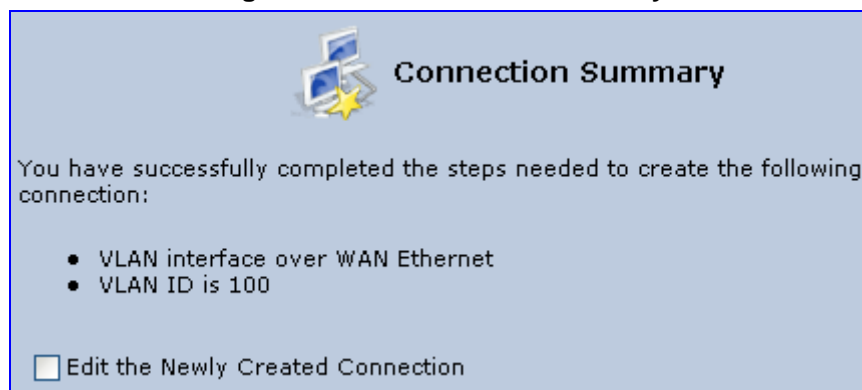 Connection Summary
You have successfully completed the steps needed to create the following
connection:
● VLAN interface over WAN Ethernet
● VLAN ID is 100
Edit the Newly Created Connection